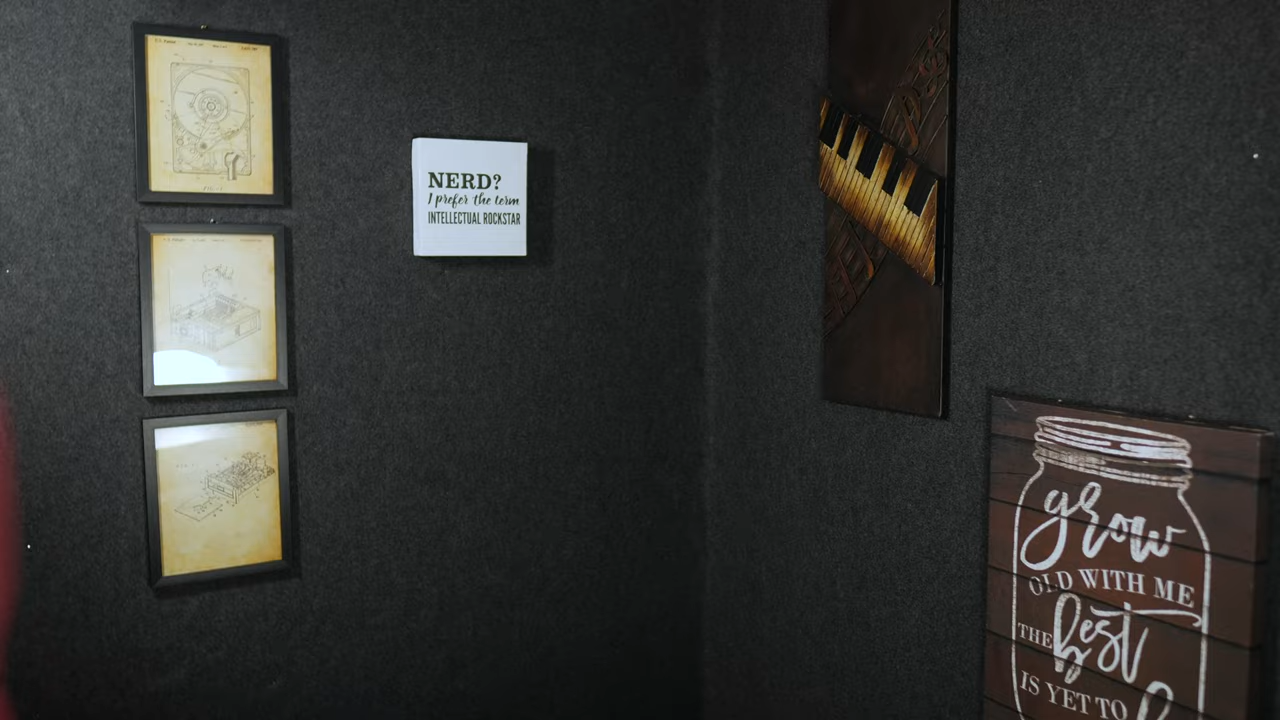 NERD?
I prefer the term
INTELLECTUAL ROCKSTAR
grow
OLD WITH ME
THE best
IS YET TO